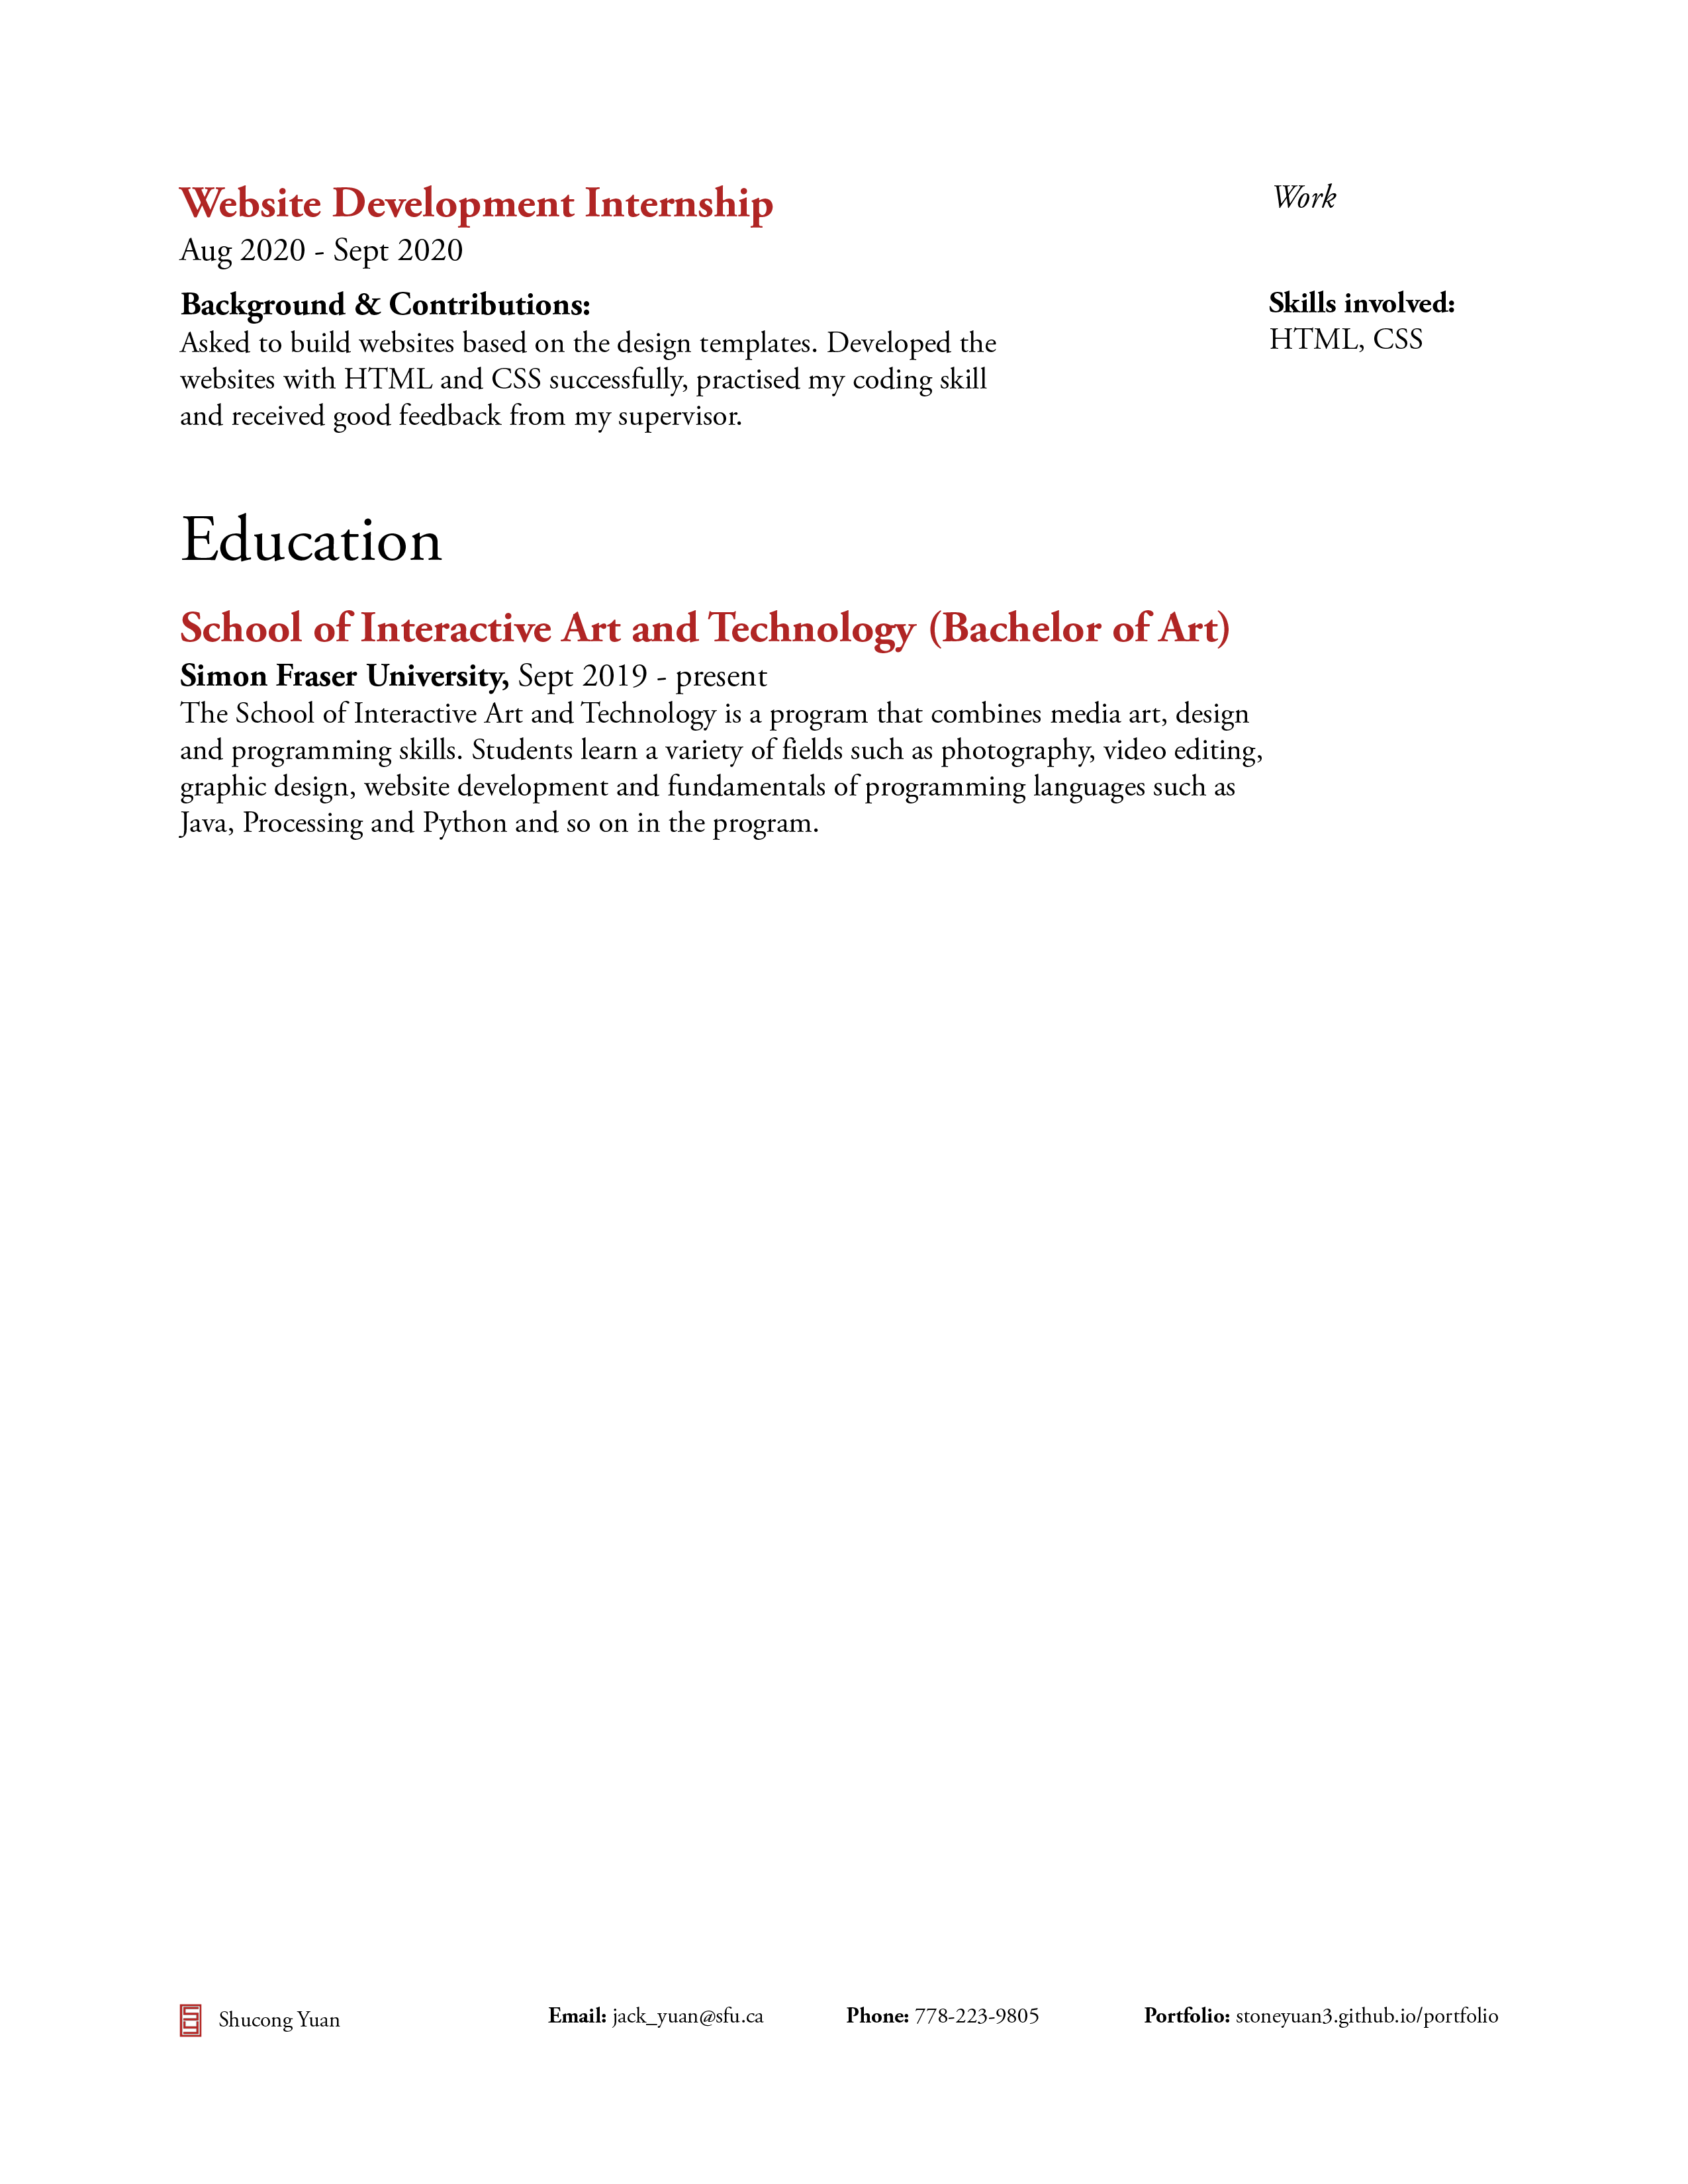 Website Development Internship
Work
Aug 2020 - Sept 2020
Background & Contributions:
Asked to build websites based on the design templates. Developed the
websites with HTML and CSS successfully, practised my coding skill
and received good feedback from my supervisor.
Skills involved:
HTML, CSS
Education
School of Interactive Art and Technology (Bachelor of Art)
Simon Fraser University, Sept 2019 - present
The School of Interactive Art and Technology is a program that combines media art, design
and programming skills. Students learn a variety of fields such as photography, video editing,
graphic design, website development and fundamentals of programming languages such as
Java, Processing and Python and so on in the program.
Shucong Yuan
Email: jack_yuan@sfu.ca
Phone: 778-223-9805
Portfolio: stoneyuan3.github.io/portfolio